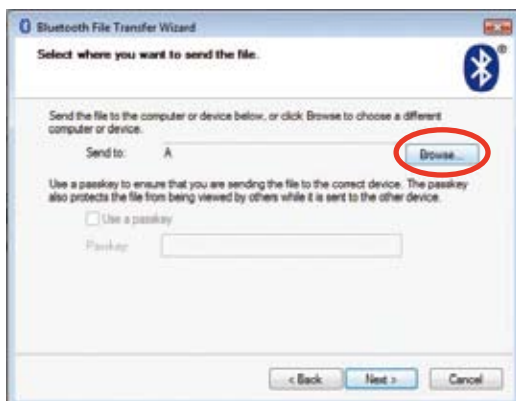 Bluetooth File Transfer Wizard
Select where you want to send the file.
®
Send the file to the computer or device below, or click Browse to choose a different
computer or device.
Send to: A Browse...
Use a passkey to ensure that you are sending the file to the correct device. The passkey
also protects the file from being viewed by others while it is sent to the other device.
Use a passkey
Passkey:
< Back Next > Cancel